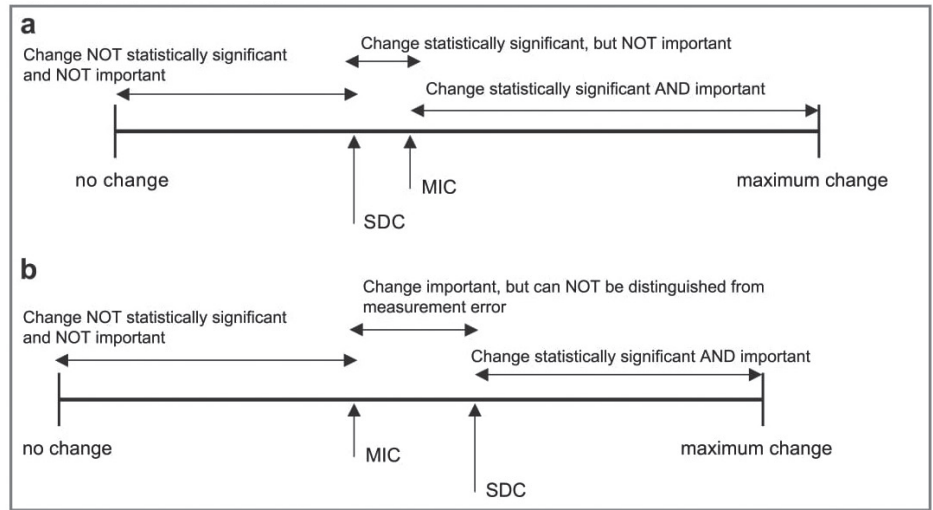 a
Change NOT statistically significant
and NOT important
Change statistically significant, but NOT important
Change statistically significant AND important
no change
maximum change
MIC
SDC
b
Change important, but can NOT be distinguished from
measurement error
Change NOT statistically significant
and NOT important
Change statistically significant AND important
no change
maximum change
MIC
SDC